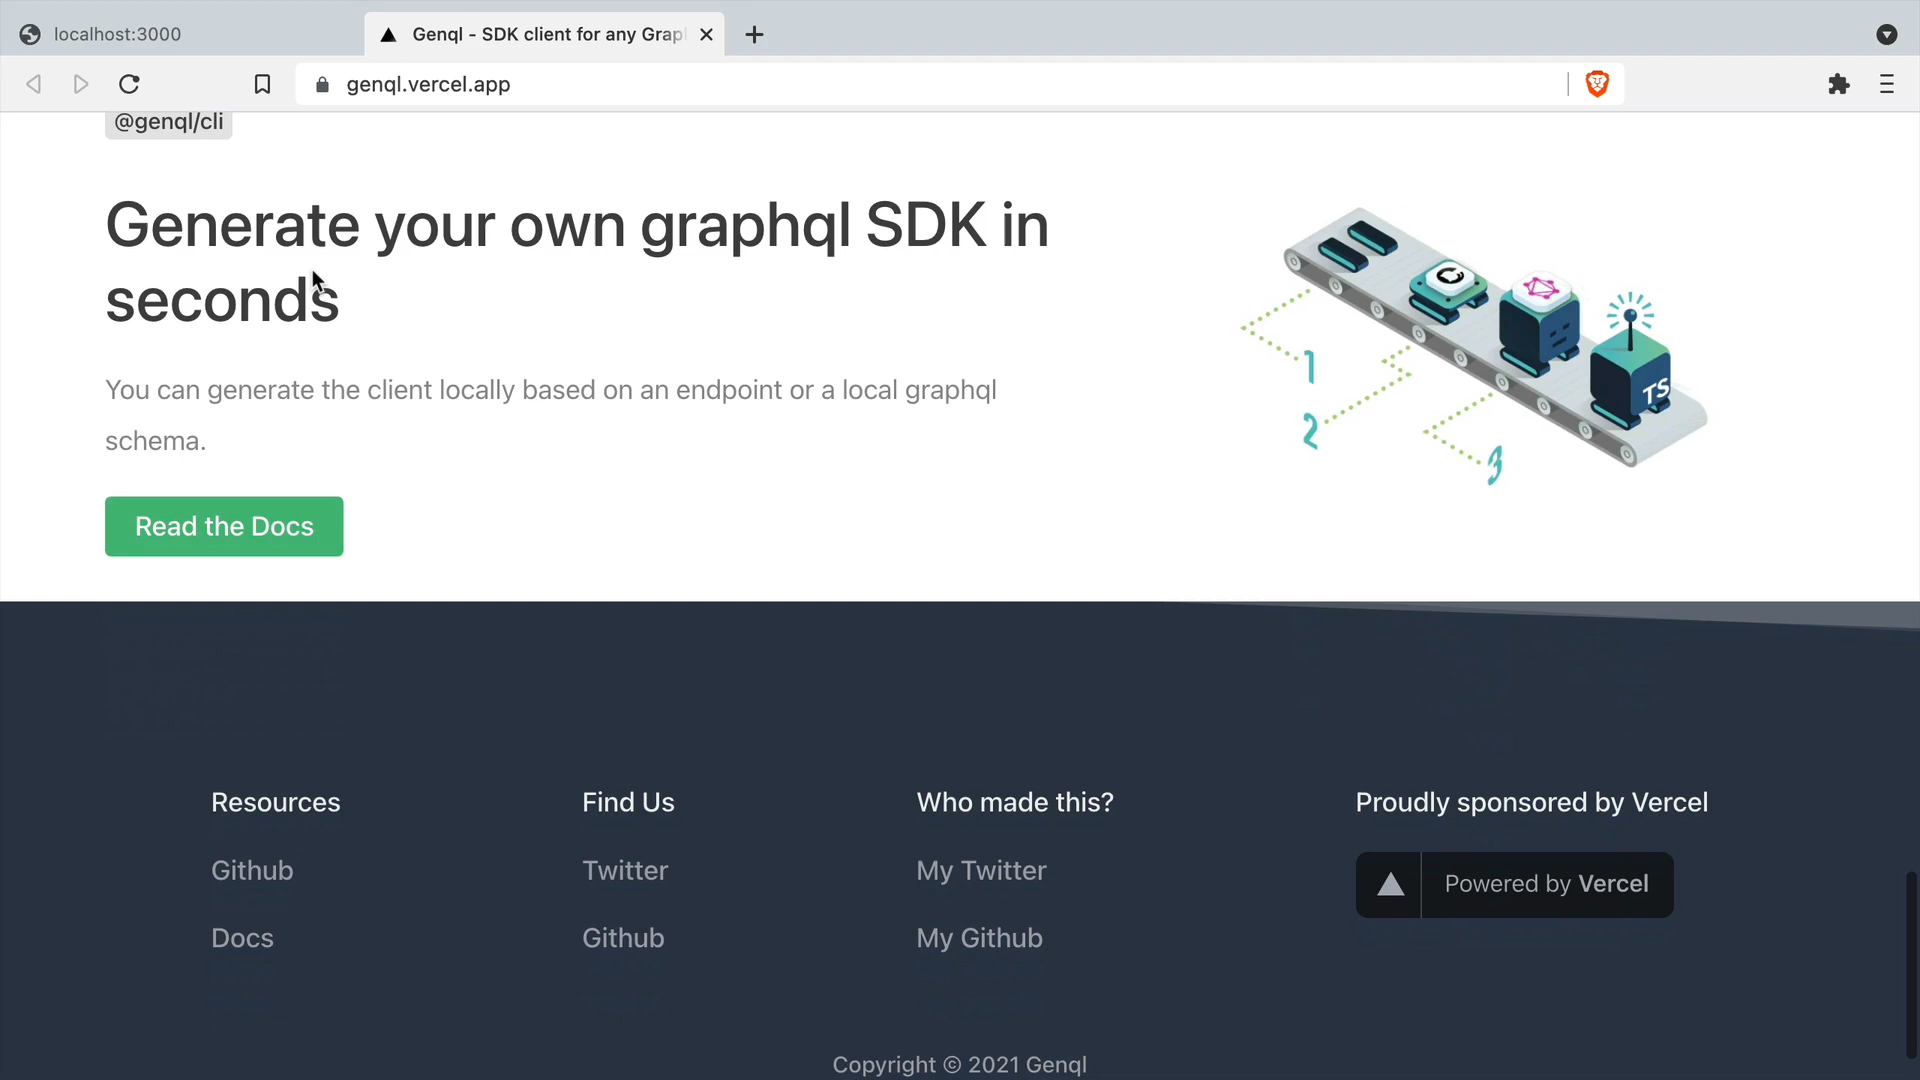 localhost:3000
Genql - SDK client for any Grap
genql.vercel.app
@genql/cli
Generate your own graphql SDK in
seconds
You can generate the client locally based on an endpoint or a local graphql
schema.
Read the Docs
1
2
3
TS
Resources
Find Us
Who made this?
Proudly sponsored by Vercel
Github
Twitter
My Twitter
Powered by Vercel
Docs
Github
My Github
Copyright © 2021 Genql